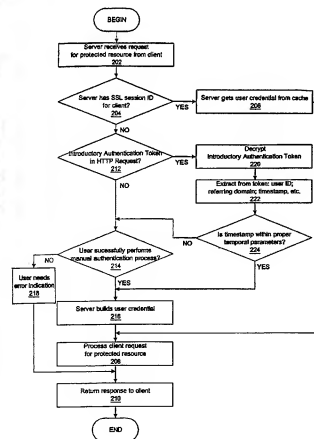 BEGIN
Server receives request
for protected resource from client
202
Server has SSL session ID
for client?
204
YES
Server gets user credential from cache
206
NO
Introductory Authentication Token
in HTTP Request?
212
YES
Decrypt
Introductory Authentication Token
220
Extract from token: user ID;
referring domain; timestamp, etc.
222
NO
Is timestamp within proper
temporal parameters?
224
NO
YES
User sucessfully performs
manual authentication process?
214
NO
YES
User needs
error indication
218
Server builds user credential
216
Process client request
for protected resource
208
Return response to client
210
END